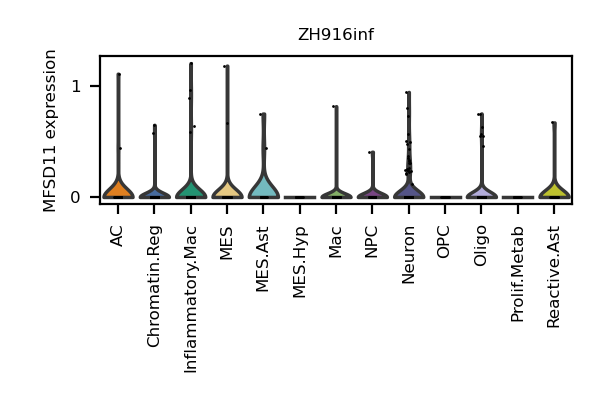 ZH916inf
MFSD11 expression
1
0
AC
Chromatin.Reg
Inflammatory.Mac
MES
MES.Ast
MES.Hyp
Mac
NPC
Neuron
OPC
Oligo
Prolif.Metab
Reactive.Ast